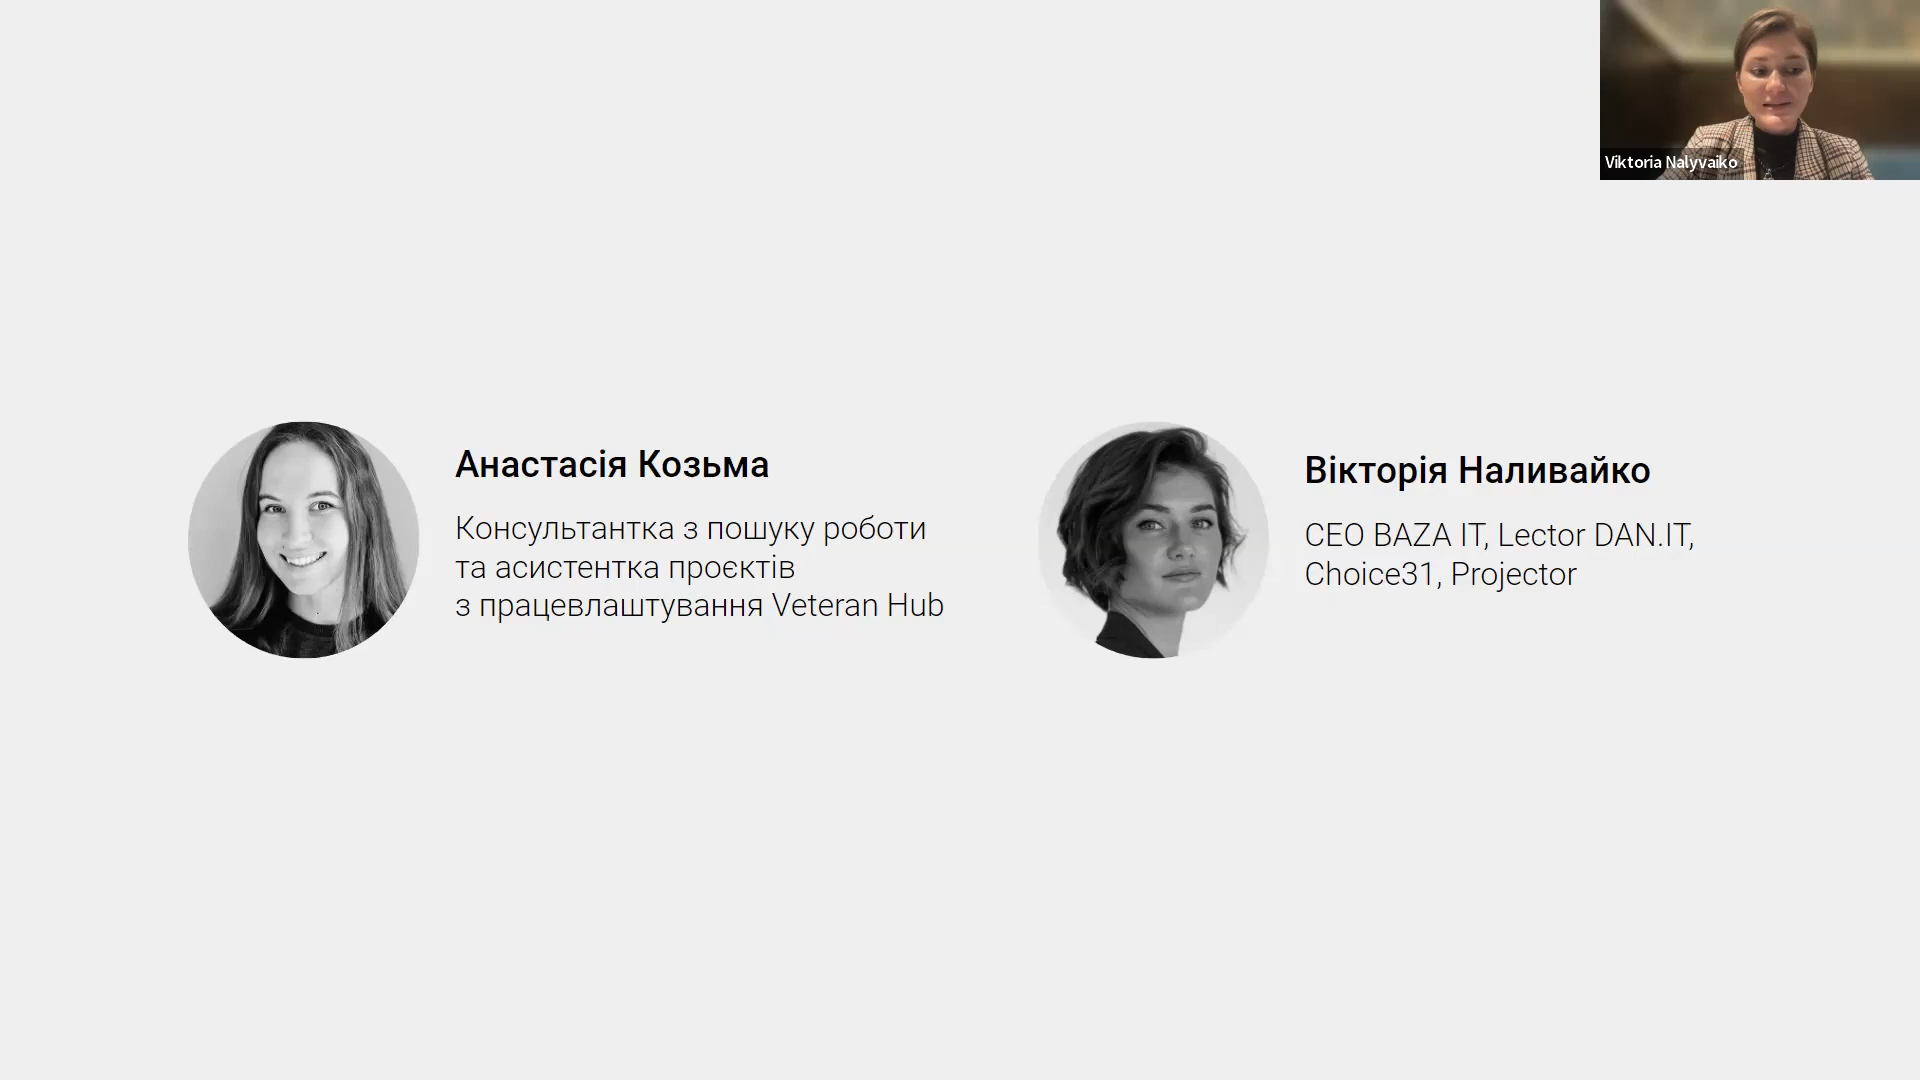 Viktoria Nalyvaiko
Анастасія Козьма
Консультантка з пошуку роботи
та асистентка проєктів
з працевлаштування Veteran Hub
Вікторія Наливайко
CEO BAZA IT, Lector DAN.IT,
Choice31, Projector